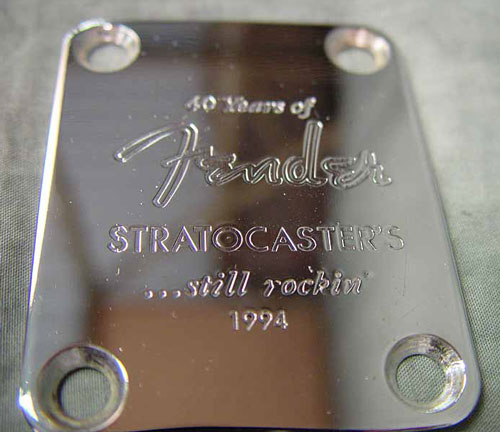 40 Years of
Fender
STRATOCASTER'S
...still rockin'
1994